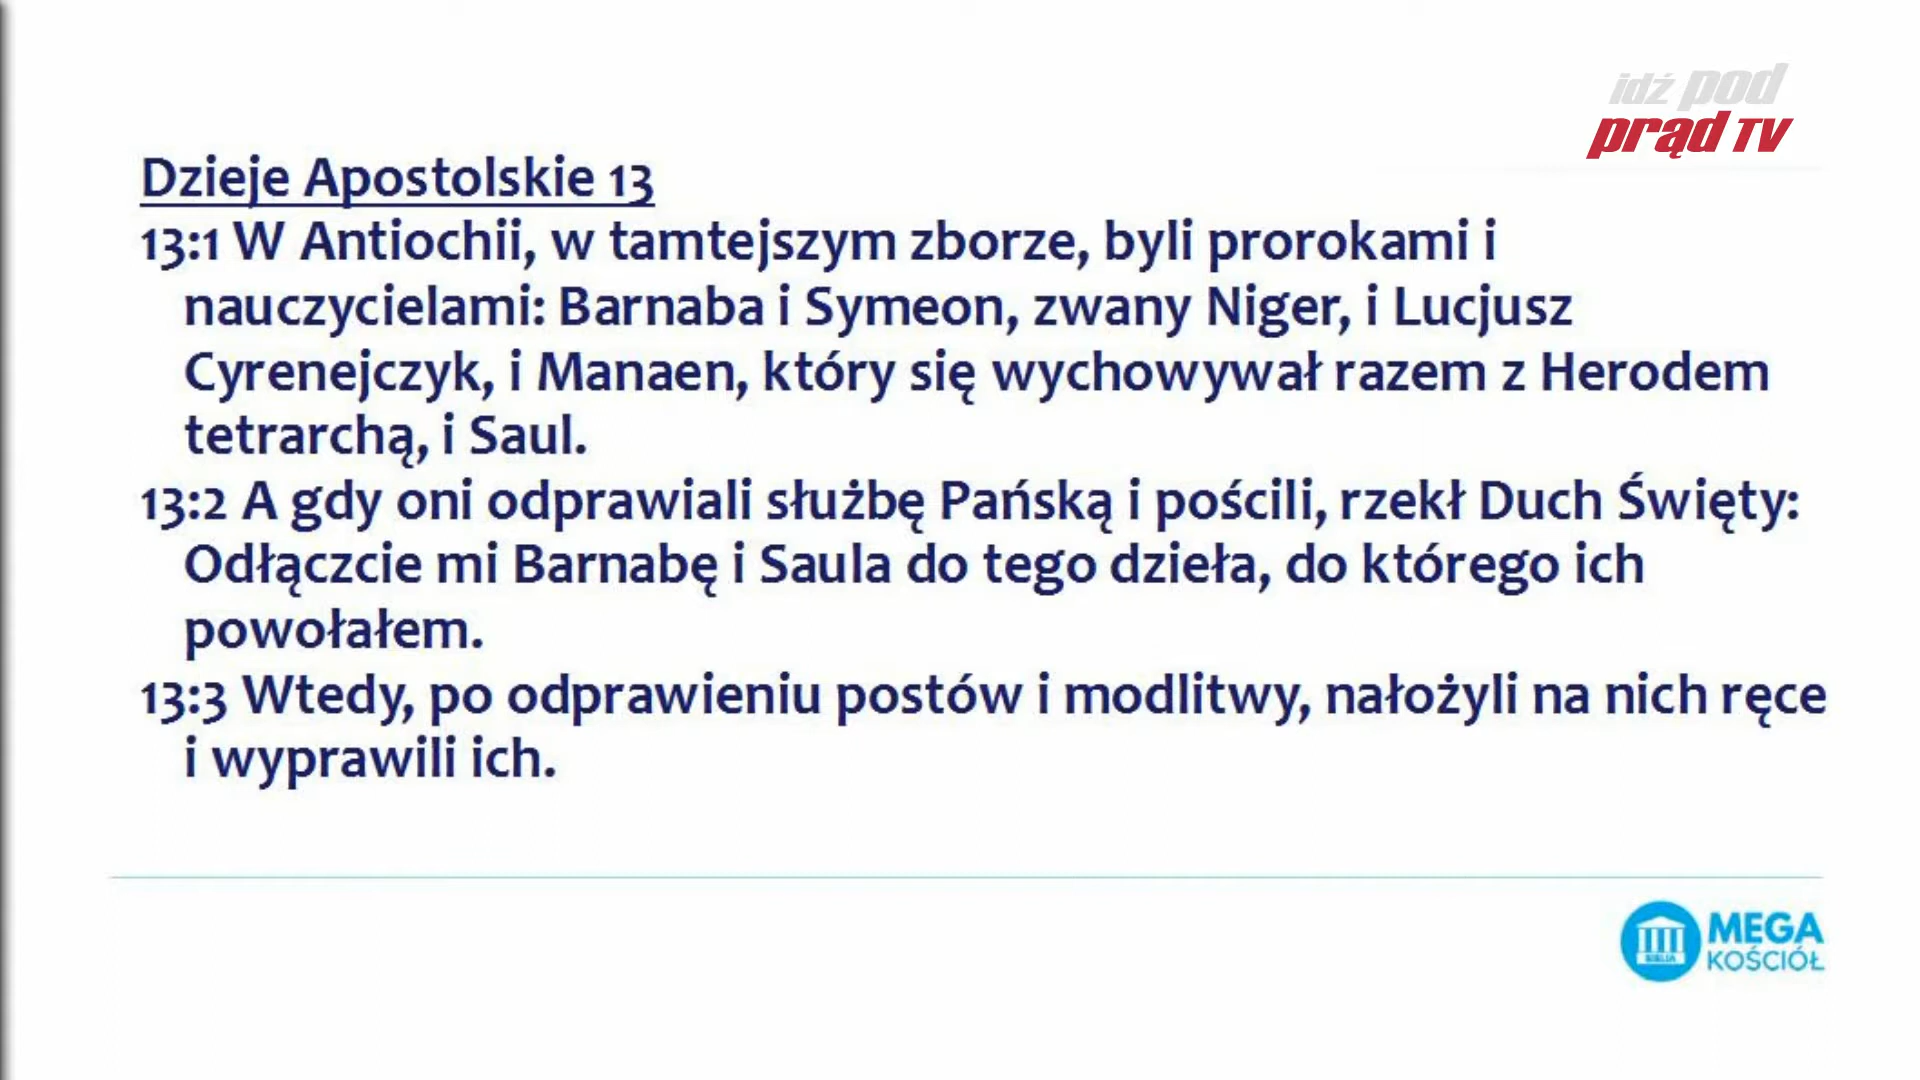 idź pod
prąd TV
Dzieje Apostolskie 13
13:1 W Antiochii, w tamtejszym zborze, byli prorokami i
nauczycielami: Barnaba i Symeon, zwany Niger, i Lucjusz
Cyrenejczyk, i Manaen, który się wychowywał razem z Herodem
tetrarchą, i Saul.
13:2 A gdy oni odprawiali służbę Pańską i pościli, rzekł Duch Święty:
Odłączcie mi Barnabę i Saula do tego dzieła, do którego ich
powołałem.
13:3 Wtedy, po odprawieniu postów i modlitwy, nałożyli na nich ręce
i wyprawili ich.
BIBLIA
MEGA
KOŚCIÓŁ